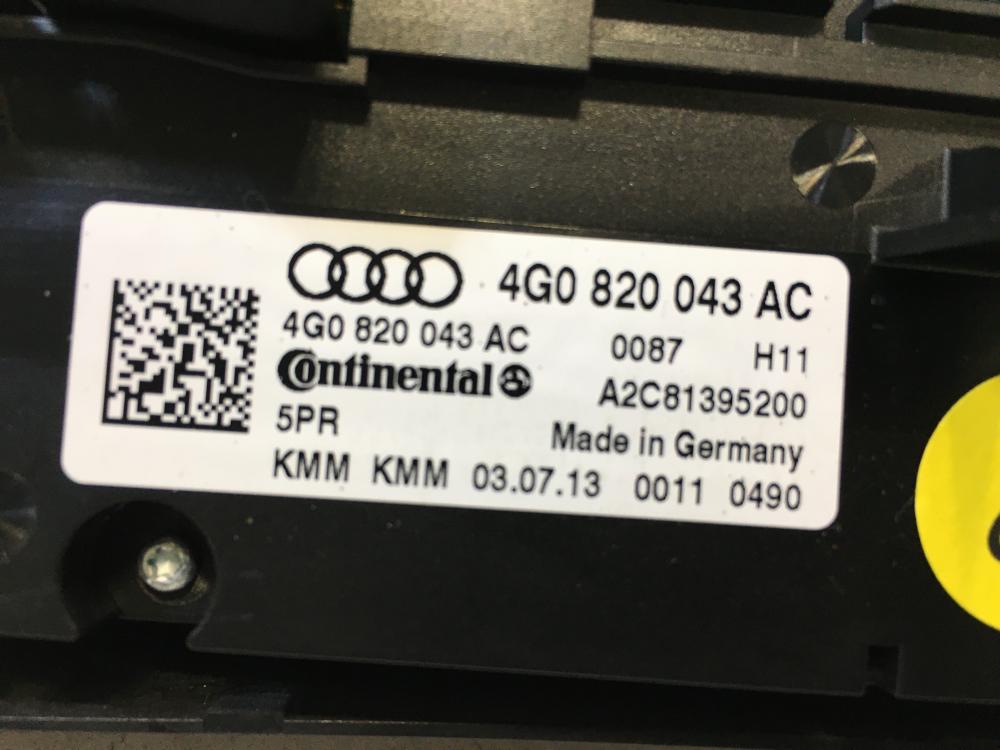 4G0 820 043 AC
4G0 820 043 AC 0087 H11
Continental A2C81395200
5PR Made in Germany
KMM KMM 03.07.13 0011 0490